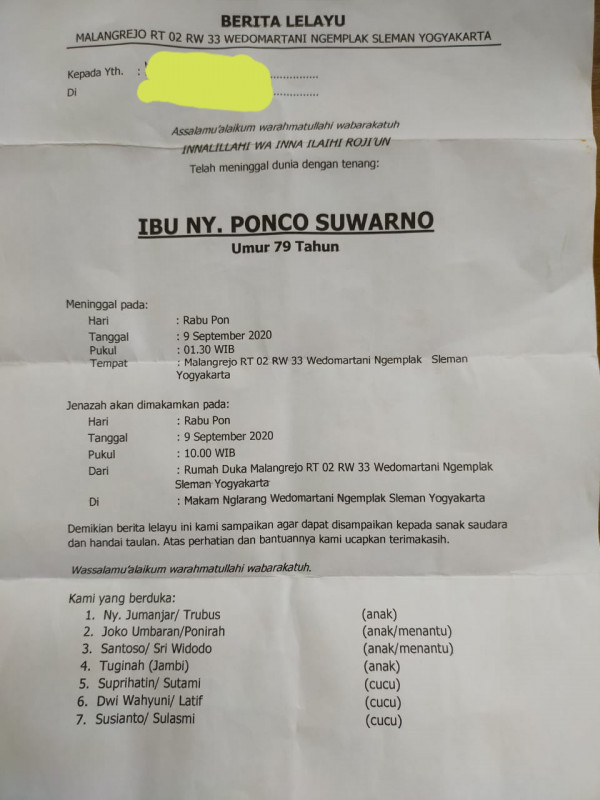 BERITA LELAYU
MALANGREJO RT 02 RW 33 WEDOMARTANI NGEMPLAK SLEMAN YOGYAKARTA
Kepada Yth. : ...............
Di ...............
Assalamu'alaikum warahmatullahi wabarakatuh
INNALILLAHI WA INNA ILAIHI ROJI'UN
Telah meninggal dunia dengan tenang:
IBU NY. PONCO SUWARNO
Umur 79 Tahun
Meninggal pada:
Hari : Rabu Pon
Tanggal : 9 September 2020
Pukul : 01.30 WIB
Tempat : Malangrejo RT 02 RW 33 Wedomartani Ngemplak Sleman
Yogyakarta
Jenazah akan dimakamkan pada:
Hari : Rabu Pon
Tanggal : 9 September 2020
Pukul : 10.00 WIB
Dari : Rumah Duka Malangrejo RT 02 RW 33 Wedomartani Ngemplak
Sleman Yogyakarta
Di : Makam Nglarang Wedomartani Ngemplak Sleman Yogyakarta
Demikian berita lelayu ini kami sampaikan agar dapat disampaikan kepada sanak saudara
dan handai taulan. Atas perhatian dan bantuannya kami ucapkan terimakasih.
Wassalamu'alaikum warahmatullahi wabarakatuh.
Kami yang berduka:
1. Ny. Jumanjar/ Trubus (anak)
2. Joko Umbaran/Ponirah (anak/menantu)
3. Santoso/ Sri Widodo (anak/menantu)
4. Tuginah (Jambi) (anak)
5. Suprihatin/ Sutami (cucu)
6. Dwi Wahyuni/ Latif (cucu)
7. Susianto/ Sulasmi (cucu)